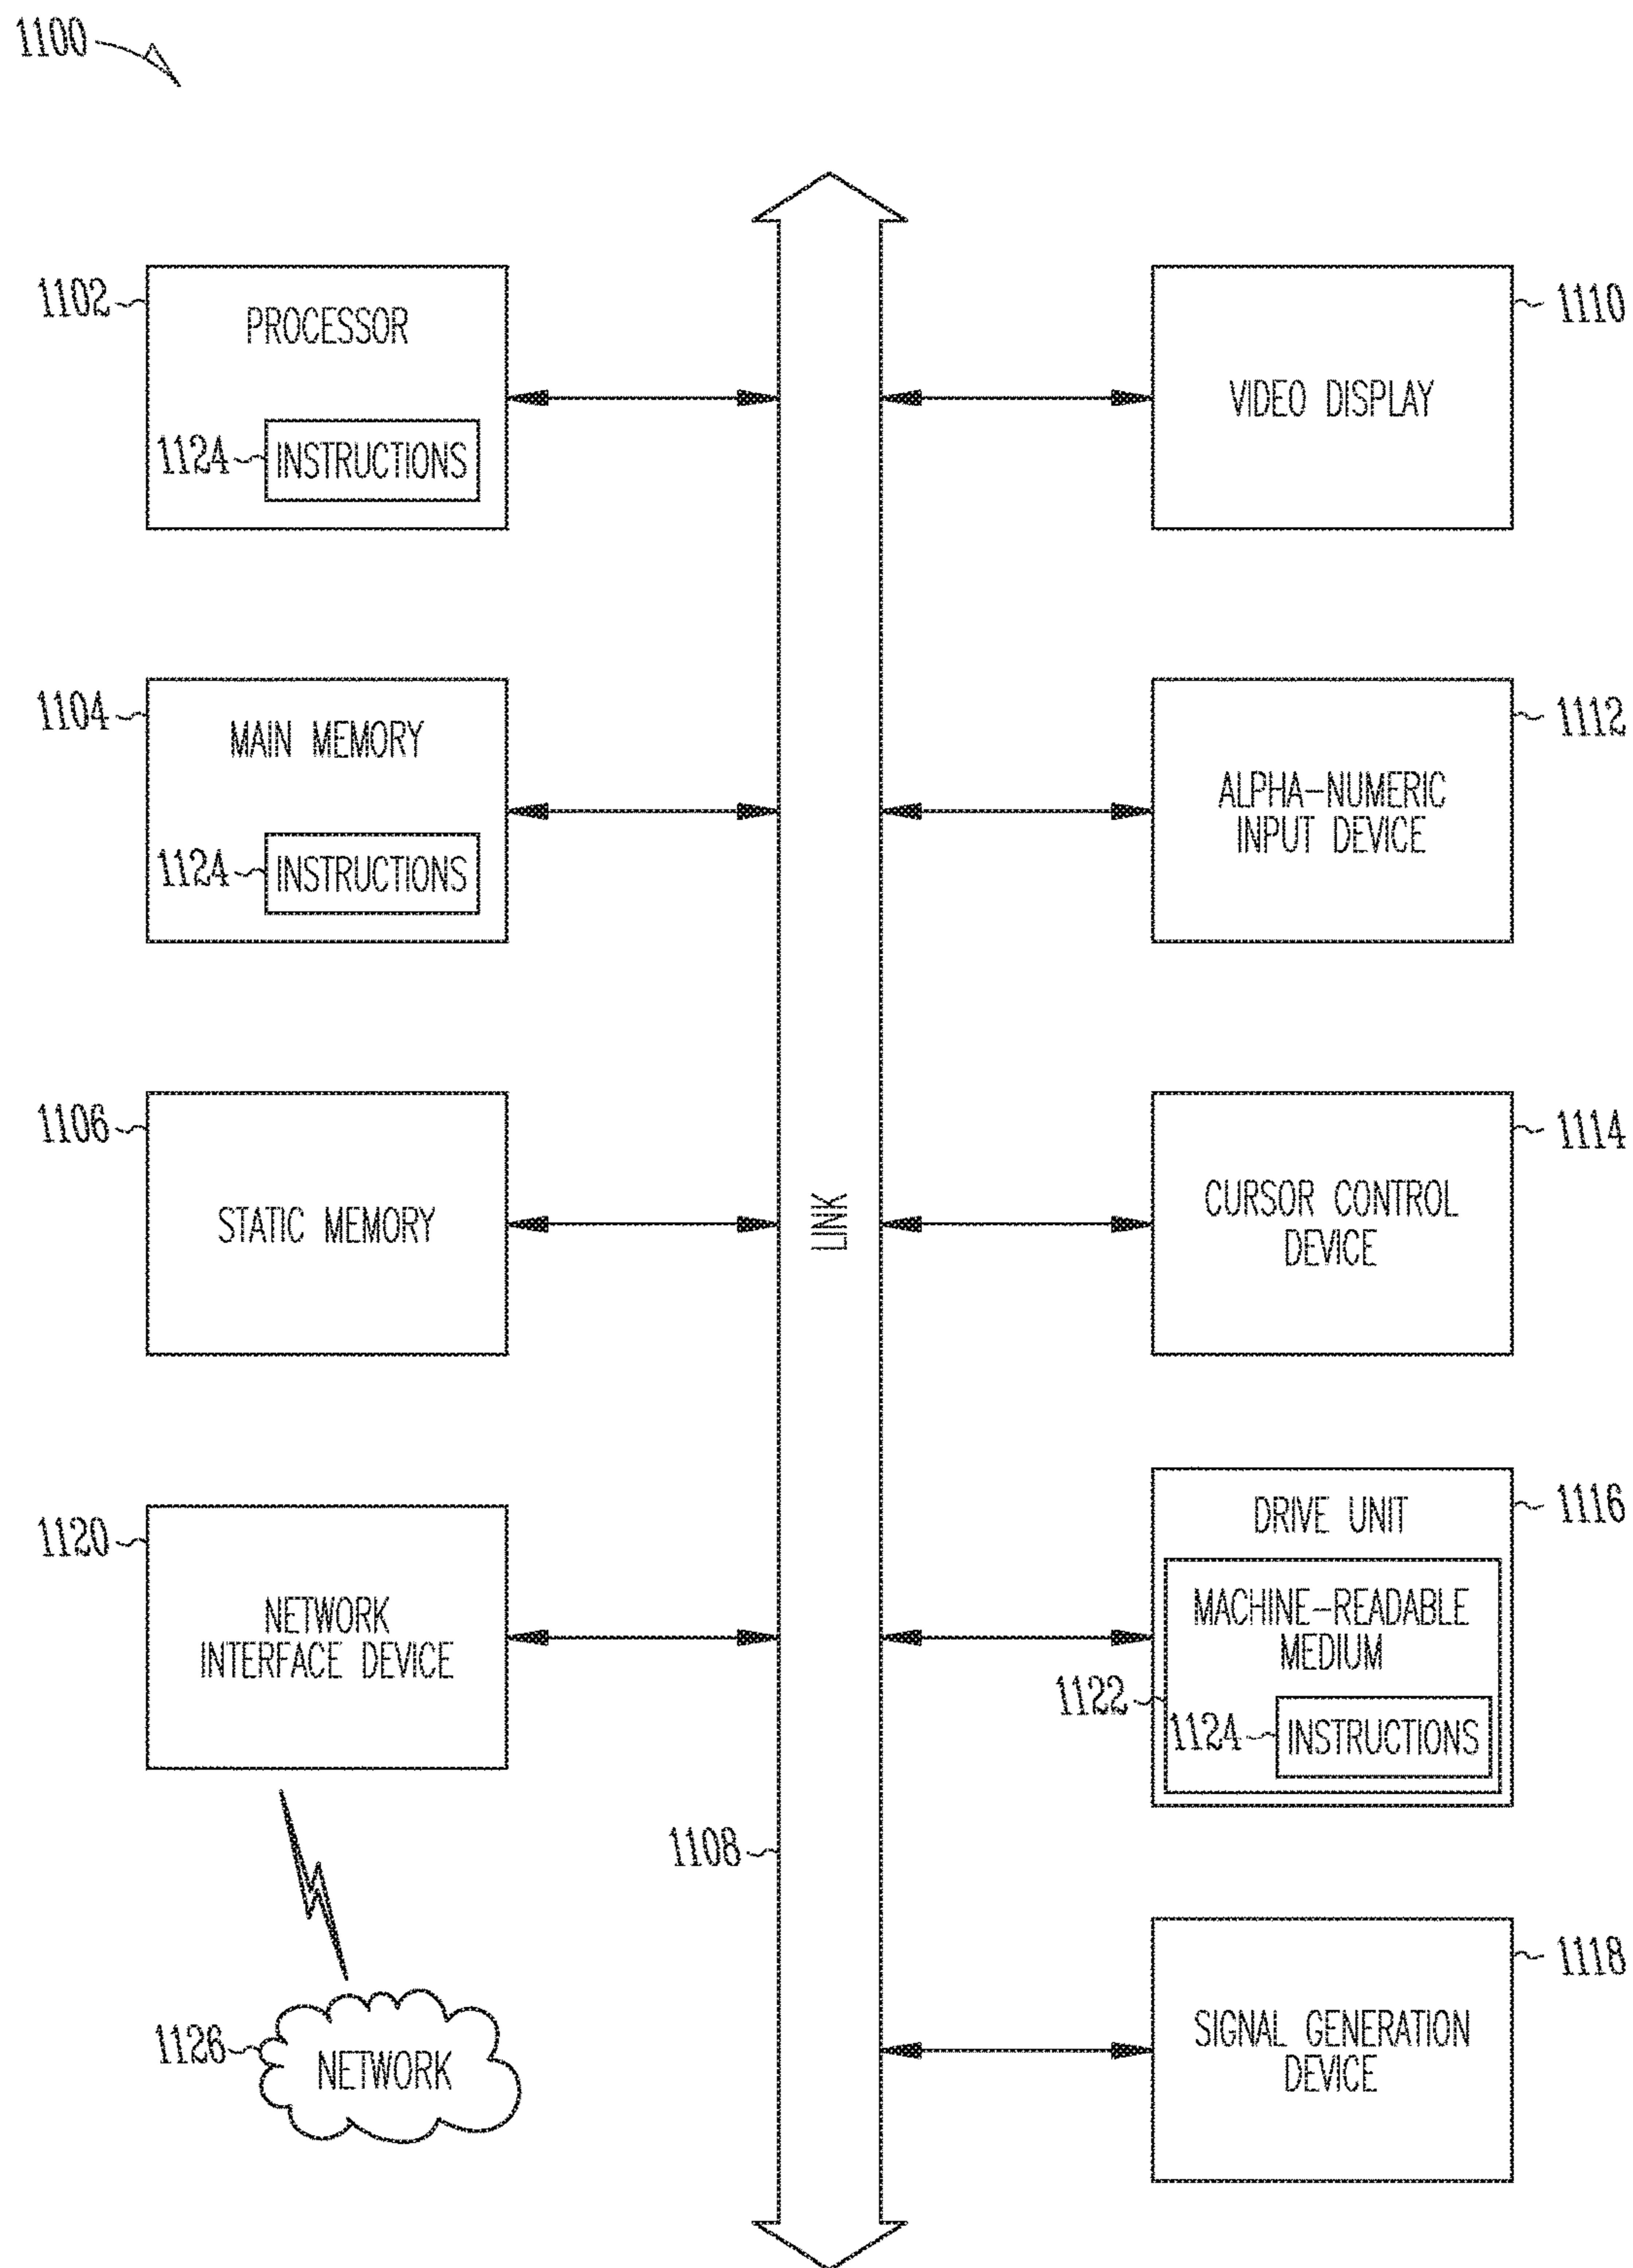 1100
1102
PROCESSOR
1124
INSTRUCTIONS
1104
MAIN MEMORY
1124
INSTRUCTIONS
1106
STATIC MEMORY
1120
NETWORK
INTERFACE DEVICE
1126
NETWORK
LINK
1108
1110
VIDEO DISPLAY
1112
ALPHA-NUMERIC
INPUT DEVICE
1114
CURSOR CONTROL
DEVICE
1116
DRIVE UNIT
MACHINE-READABLE
MEDIUM
1122
1124
INSTRUCTIONS
1118
SIGNAL GENERATION
DEVICE